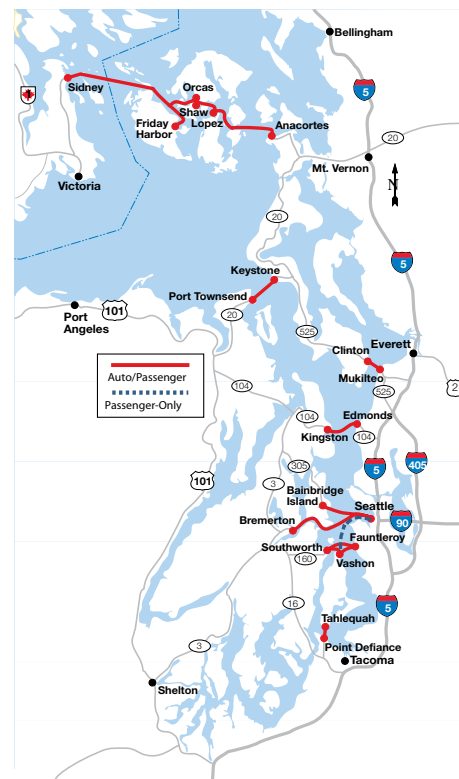 Bellingham
5
Sidney
Orcas
1
Shaw
Lopez
Friday
Harbor
Anacortes
20
Mt. Vernon
N
Victoria
20
5
Keystone
Port Townsend
20
Port
Angeles
101
525
Everett
Clinton
Mukilteo
525
2
Auto/Passenger
Passenger-Only
104
104
Edmonds
Kingston
104
305
5
405
3
101
Bainbridge
Island
Seattle
Bremerton
90
Fauntleroy
Southworth
160
Vashon
16
5
Tahlequah
3
Point Defiance
Tacoma
Shelton